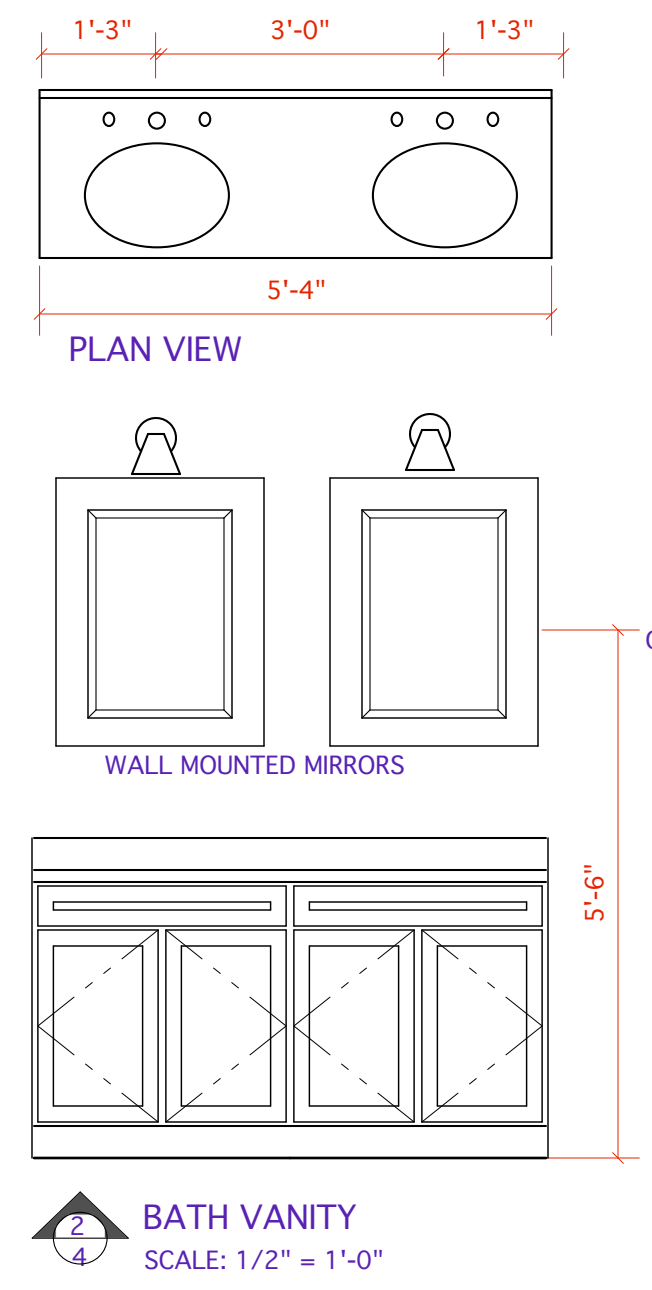 1'-3" 3'-0" 1'-3"
5'-4"
PLAN VIEW
WALL MOUNTED MIRRORS
5'-6"
2
4
BATH VANITY
SCALE: 1/2" = 1'-0"